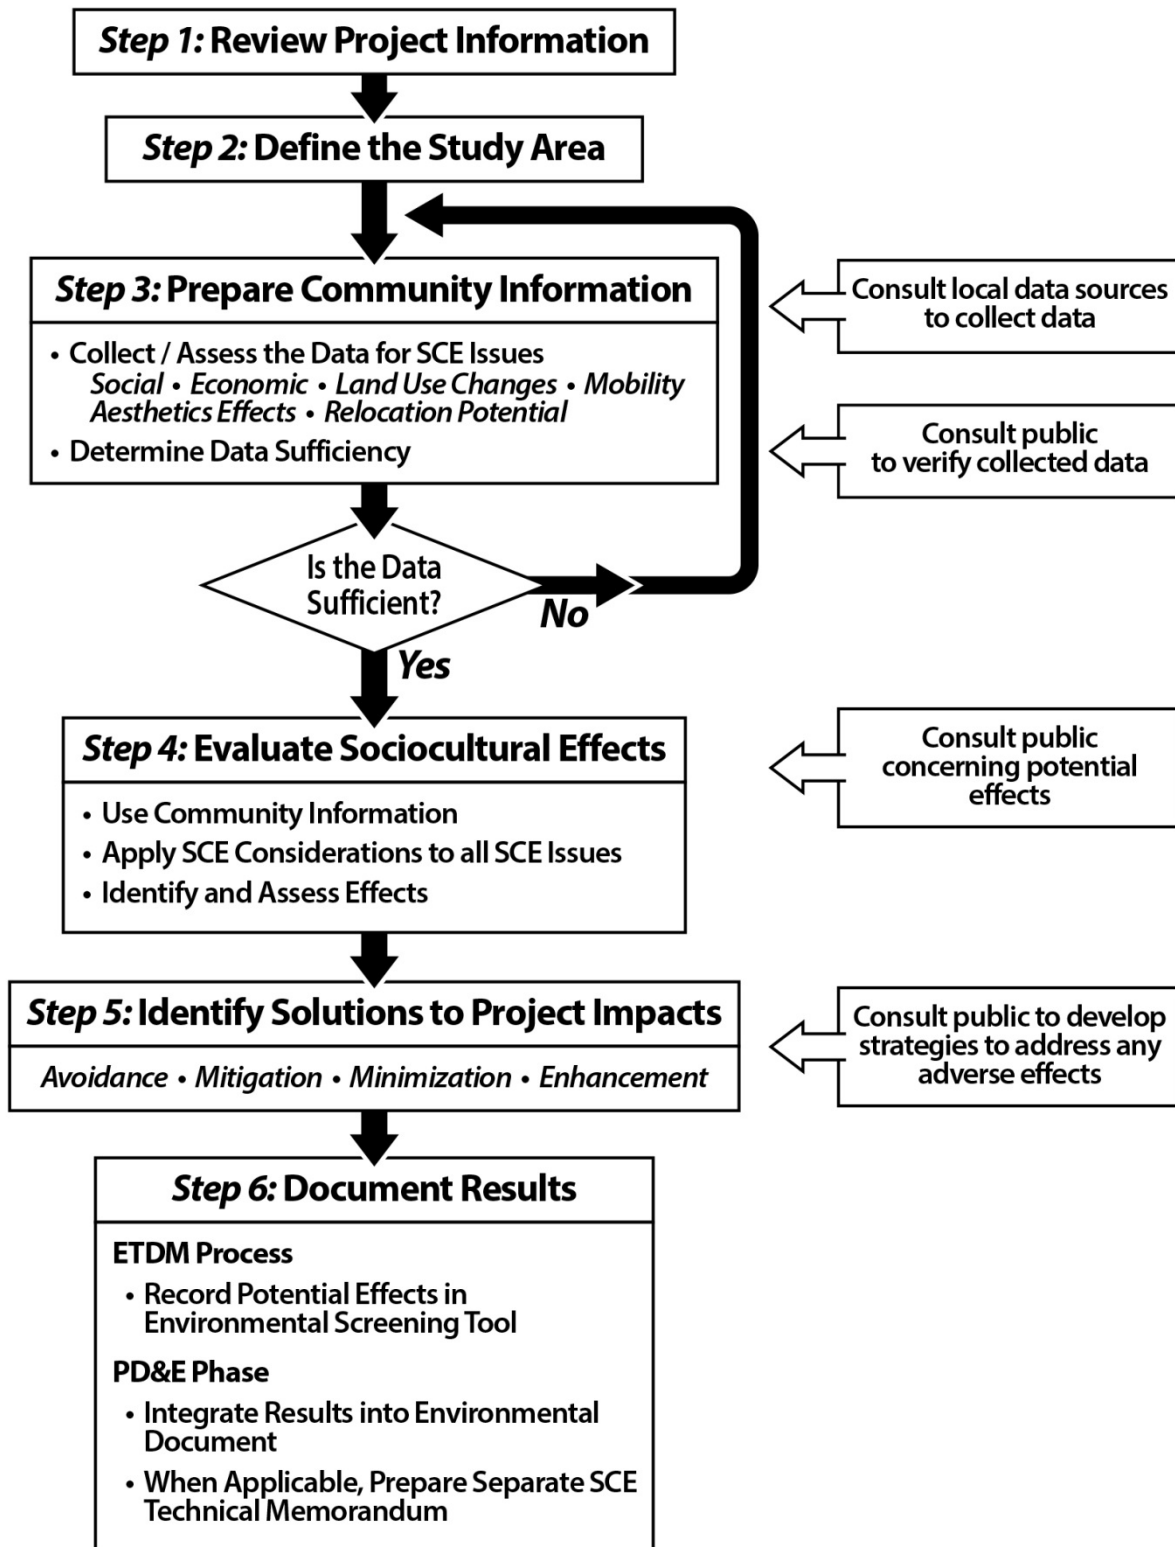 Step 1: Review Project Information
Step 2: Define the Study Area
Step 3: Prepare Community Information
• Collect / Assess the Data for SCE Issues
Social • Economic • Land Use Changes • Mobility
Aesthetics Effects • Relocation Potential
• Determine Data Sufficiency
Consult local data sources
to collect data
Consult public
to verify collected data
Is the Data
Sufficient?
No
Yes
Step 4: Evaluate Sociocultural Effects
• Use Community Information
• Apply SCE Considerations to all SCE Issues
• Identify and Assess Effects
Consult public
concerning potential
effects
Step 5: Identify Solutions to Project Impacts
Avoidance • Mitigation • Minimization • Enhancement
Consult public to develop
strategies to address any
adverse effects
Step 6: Document Results
ETDM Process
• Record Potential Effects in
Environmental Screening Tool
PD&E Phase
• Integrate Results into Environmental
Document
• When Applicable, Prepare Separate SCE
Technical Memorandum